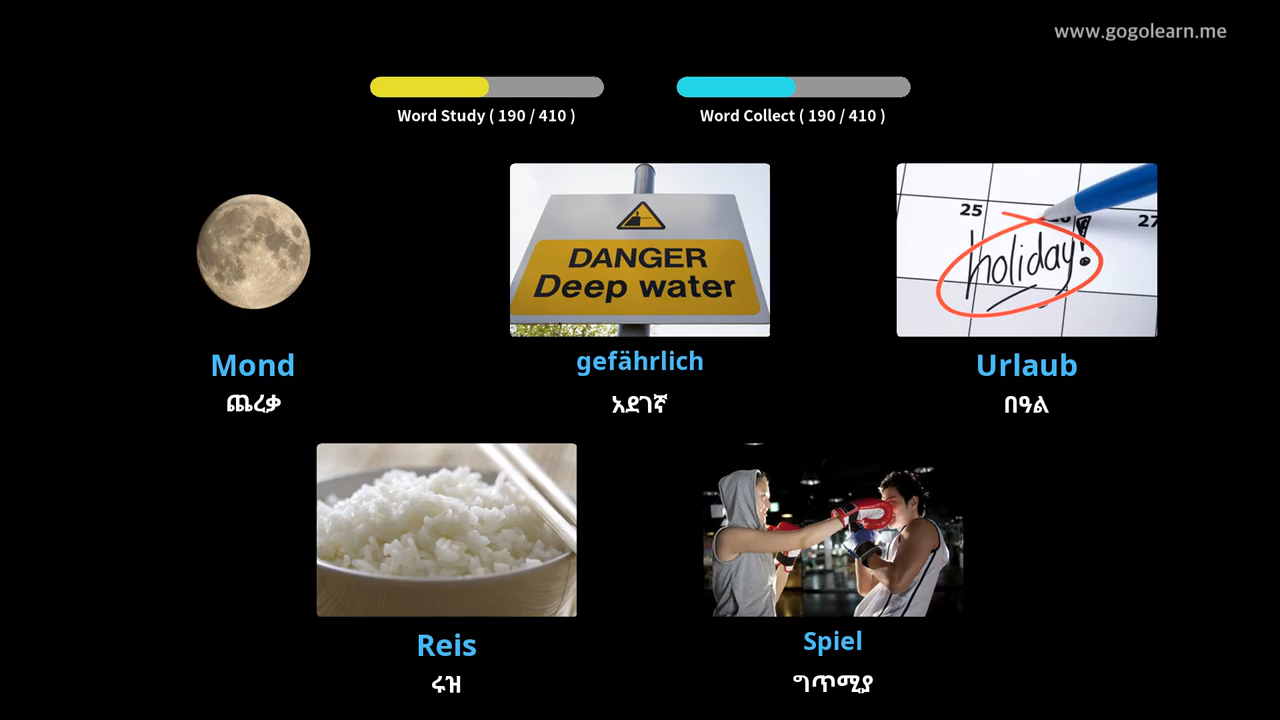 www.gogolearn.me
Word Study ( 190 / 410 )
Word Collect ( 190 / 410 )
DANGER
Deep water
25
27
holiday!
Mond
ጨረቃ
gefährlich
አደገኛ
Urlaub
በዓል
Reis
ሩዝ
Spiel
ግጥሚያ